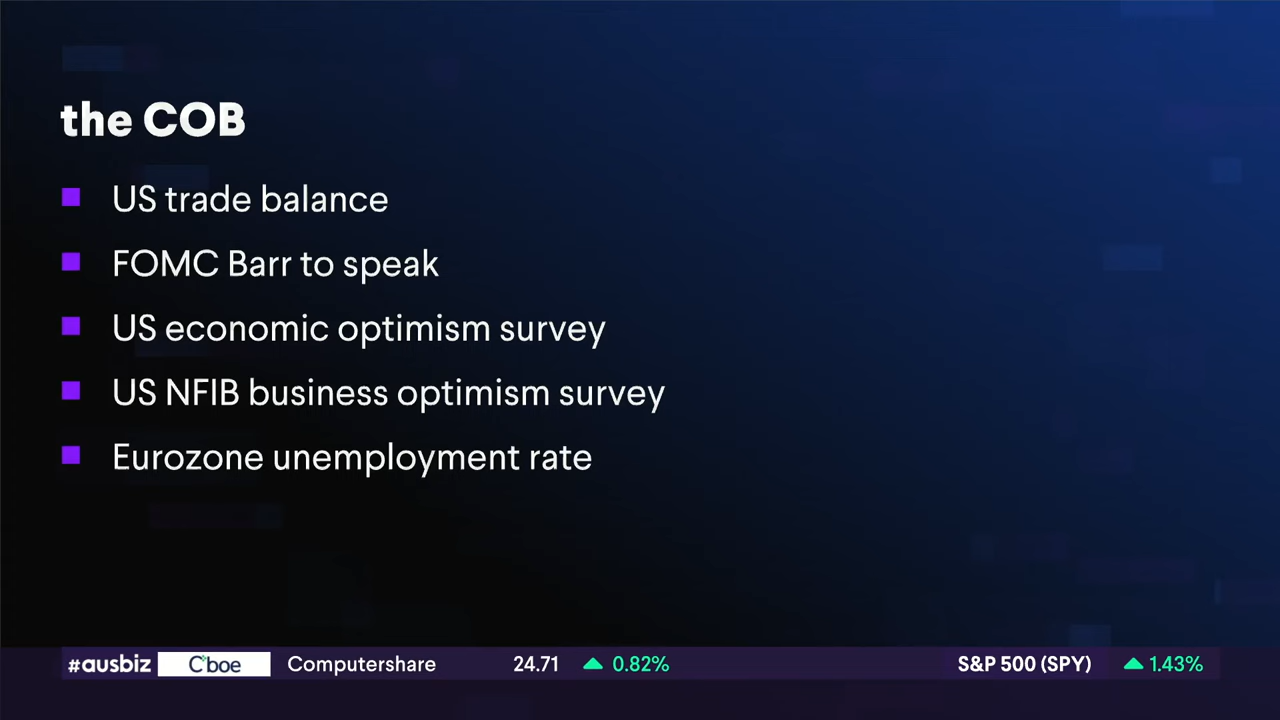 the COB
US trade balance
FOMC Barr to speak
US economic optimism survey
US NFIB business optimism survey
Eurozone unemployment rate
#ausbiz Cboe Computershare 24.71 0.82% S&P 500 (SPY) 1.43%